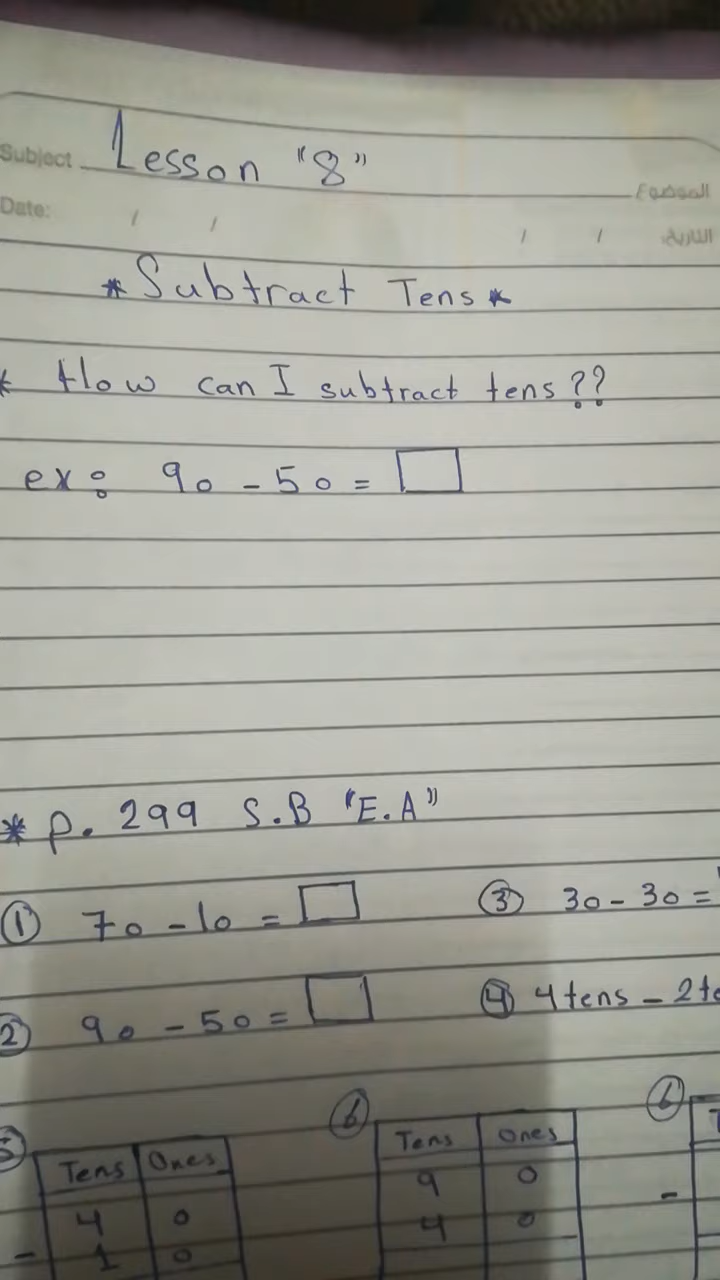 Subject Lesson "8" الموضوع
Date: / / / / التاريخ:
* Subtract Tens *
* How can I subtract tens??
ex: 90 - 50 =
* p. 299 S.B "E.A"
① 70 - 10 =
③ 30 - 30 =
② 90 - 50 =
④ 4 tens - 2
5
Tens Ones
4 0
- 1 0
⑥
Tens Ones
9 0
4 0
⑥
-